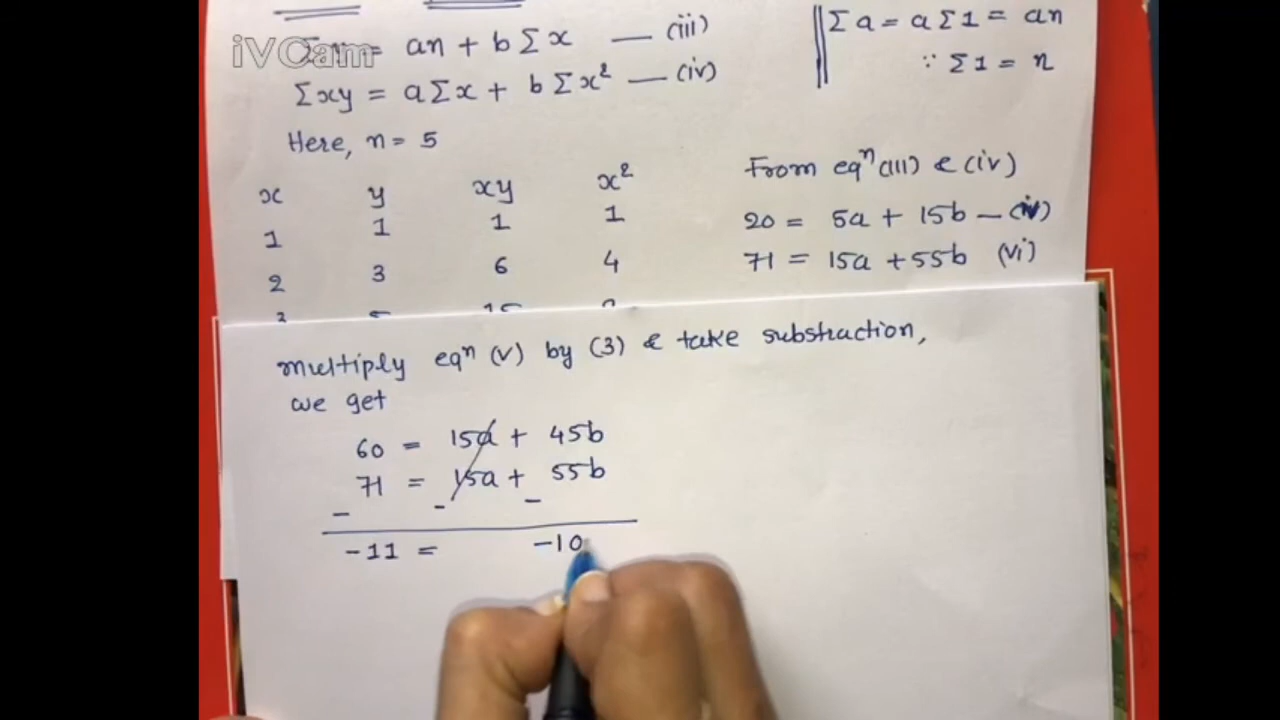 iVCam
= an + b Σx — (iii)
Σxy = aΣx + bΣx² — (iv)
Σa = aΣ1 = an
∵ Σ1 = n
Here, n = 5
x y xy x²
1 1 1 1
2 3 6 4
From eqⁿ (III) & (iv)
20 = 5a + 15b — (v)
71 = 15a + 55b (vi)
Multiply eqⁿ (v) by (3) & take substraction,
we get
60 = 15a + 45b
71 = 15a + 55b
- - -
-11 = -10